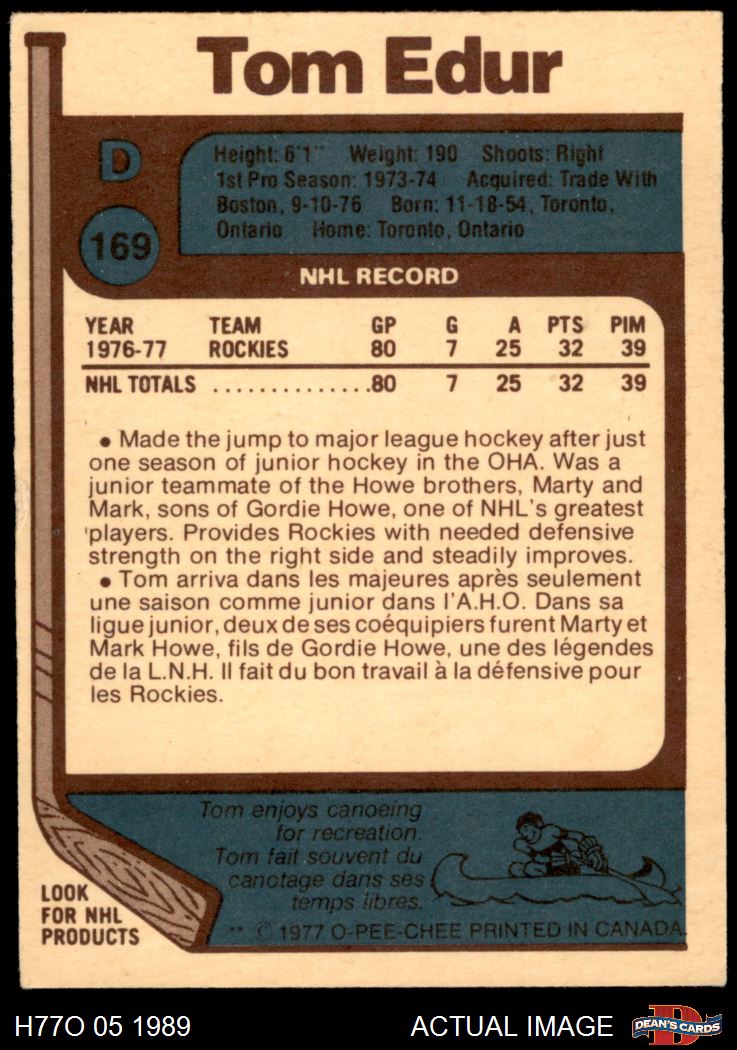 Tom Edur
D
169
Height: 6'1" Weight: 190 Shoots: Right
1st Pro Season: 1973-74 Acquired: Trade With
Boston, 9-10-76 Born: 11-18-54, Toronto,
Ontario Home: Toronto, Ontario
NHL RECORD
YEAR TEAM GP G A PTS PIM
1976-77 ROCKIES 80 7 25 32 39
NHL TOTALS ..............80 7 25 32 39
• Made the jump to major league hockey after just
one season of junior hockey in the OHA. Was a
junior teammate of the Howe brothers, Marty and
Mark, sons of Gordie Howe, one of NHL's greatest
players. Provides Rockies with needed defensive
strength on the right side and steadily improves.
• Tom arriva dans les majeures après seulement
une saison comme junior dans l'A.H.O. Dans sa
ligue junior, deux de ses coéquipiers furent Marty et
Mark Howe, fils de Gordie Howe, une des légendes
de la L.N.H. Il fait du bon travail à la défensive pour
les Rockies.
Tom enjoys canoeing
for recreation.
Tom fait souvent du
canotage dans ses
temps libres.
LOOK
FOR NHL
PRODUCTS
** © 1977 O-PEE-CHEE PRINTED IN CANADA.
H77O 05 1989 ACTUAL IMAGE DEAN'S CARDS